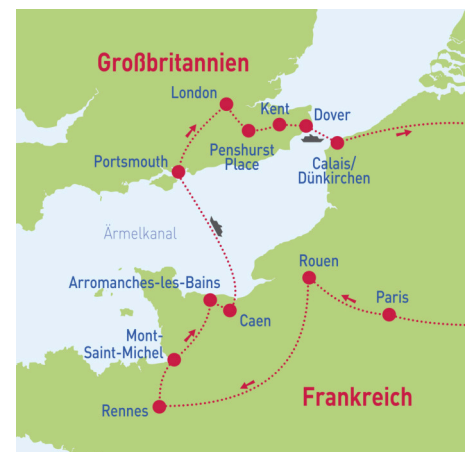 Großbritannien
London
Kent
Dover
Penshurst
Place
Calais/
Dünkirchen
Portsmouth
Ärmelkanal
Rouen
Arromanches-les-Bains
Paris
Caen
Mont-
Saint-Michel
Frankreich
Rennes